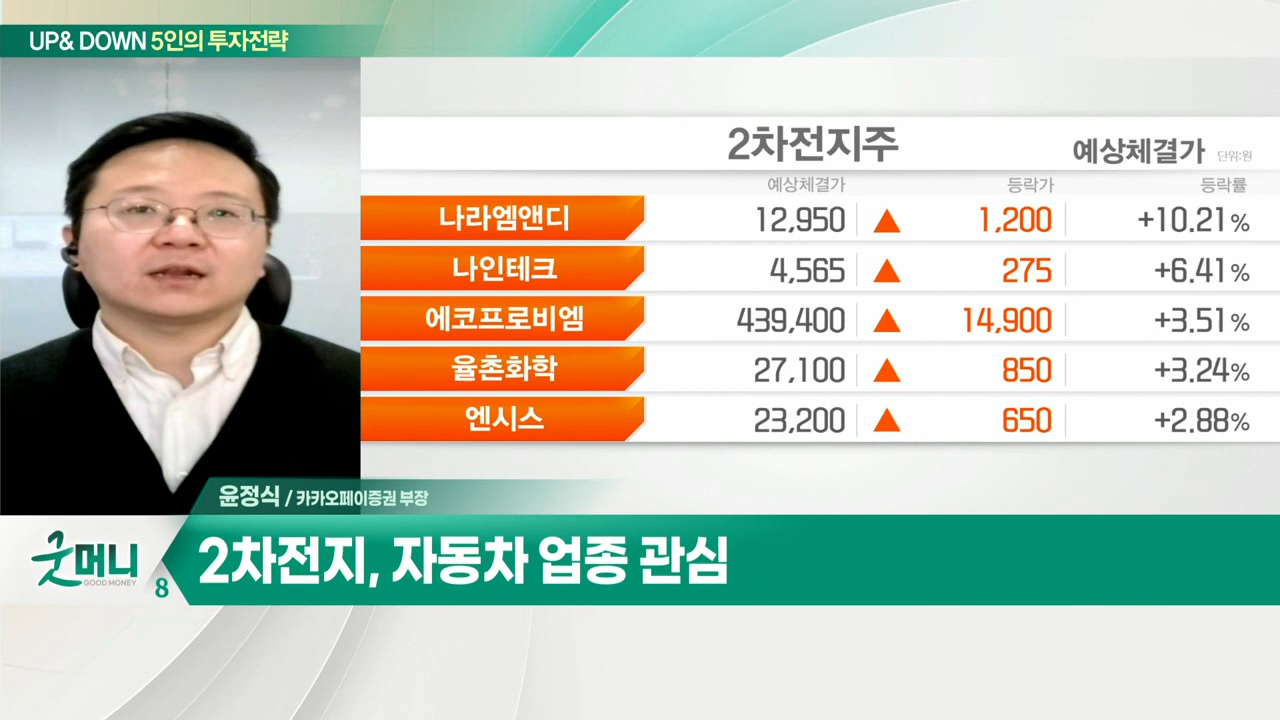 UP& DOWN 5인의 투자전략
2차전지주 예상체결가 단위:원
예상체결가 등락가 등락률
나라엠앤디 12,950 ▲ 1,200 +10.21%
나인테크 4,565 ▲ 275 +6.41%
에코프로비엠 439,400 ▲ 14,900 +3.51%
율촌화학 27,100 ▲ 850 +3.24%
엔시스 23,200 ▲ 650 +2.88%
윤정식 / 카카오페이증권 부장
굿머니 GOOD MONEY 8
2차전지, 자동차 업종 관심